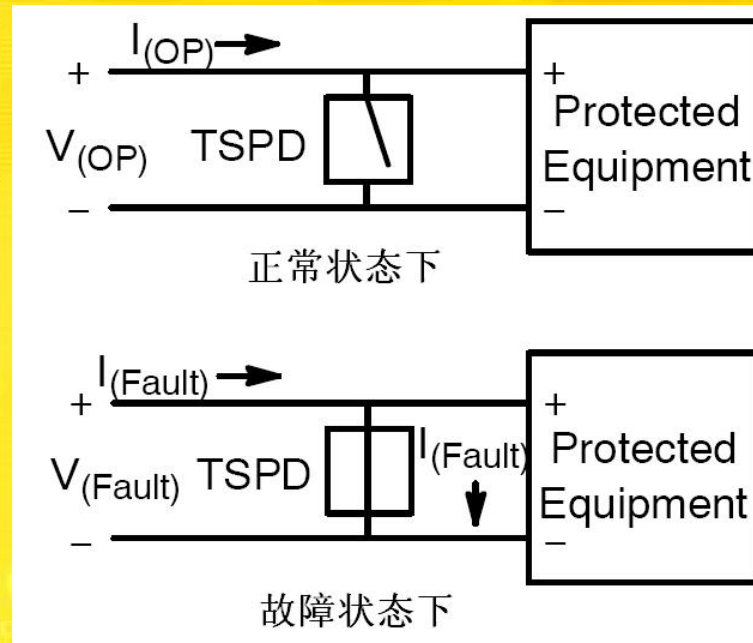 I(OP)
+ +
V(OP) TSPD Protected
Equipment
− −
正常状态下
I(Fault)
+ +
V(Fault) TSPD I(Fault) Protected
Equipment
− −
故障状态下